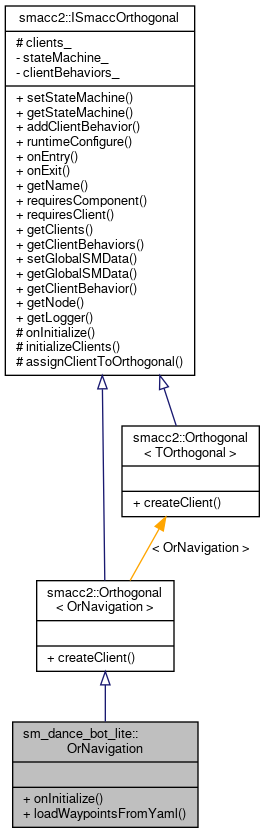 smacc2::ISmaccOrthogonal
# clients_
- stateMachine_
- clientBehaviors_
+ setStateMachine()
+ getStateMachine()
+ addClientBehavior()
+ runtimeConfigure()
+ onEntry()
+ onExit()
+ getName()
+ requiresComponent()
+ requiresClient()
+ getClients()
+ getClientBehaviors()
+ setGlobalSMData()
+ getGlobalSMData()
+ getClientBehavior()
+ getNode()
+ getLogger()
# onInitialize()
# initializeClients()
# assignClientToOrthogonal()
smacc2::Orthogonal
< TOrthogonal >
+ createClient()
< OrNavigation >
smacc2::Orthogonal
< OrNavigation >
+ createClient()
sm_dance_bot_lite::
OrNavigation
+ onInitialize()
+ loadWaypointsFromYaml()